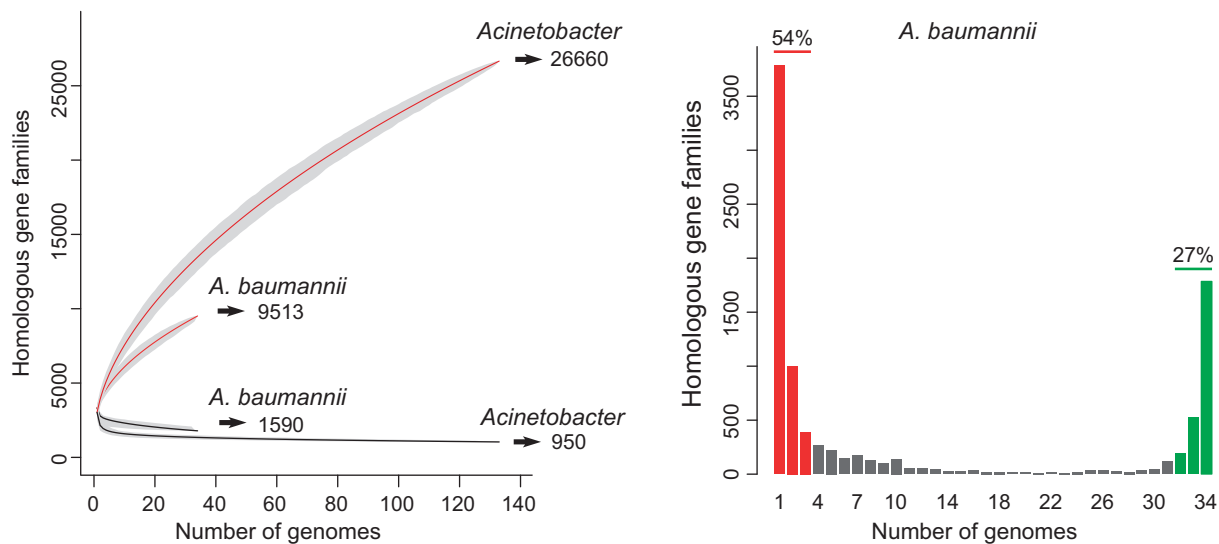 Acinetobacter
26660
A. baumannii
9513
A. baumannii
1590
Acinetobacter
950
Homologous gene families
0
5000
15000
25000
0 20 40 60 80 100 120 140
Number of genomes
A. baumannii
54%
27%
Homologous gene families
0
500
1500
2500
3500
1 4 7 10 14 18 22 26 30 34
Number of genomes